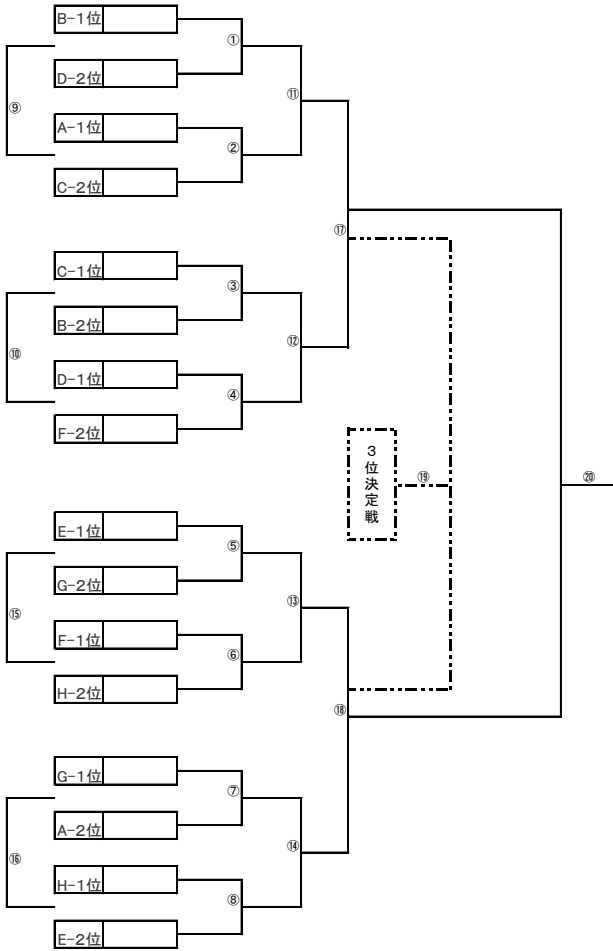 B-1位
①
D-2位
⑨
⑪
A-1位
②
C-2位
⑰
C-1位
③
B-2位
⑩
⑫
D-1位
④
F-2位
3位決定戦
⑲
⑳
E-1位
⑤
G-2位
⑮
⑬
F-1位
⑥
H-2位
⑱
G-1位
⑦
A-2位
⑯
⑭
H-1位
⑧
E-2位